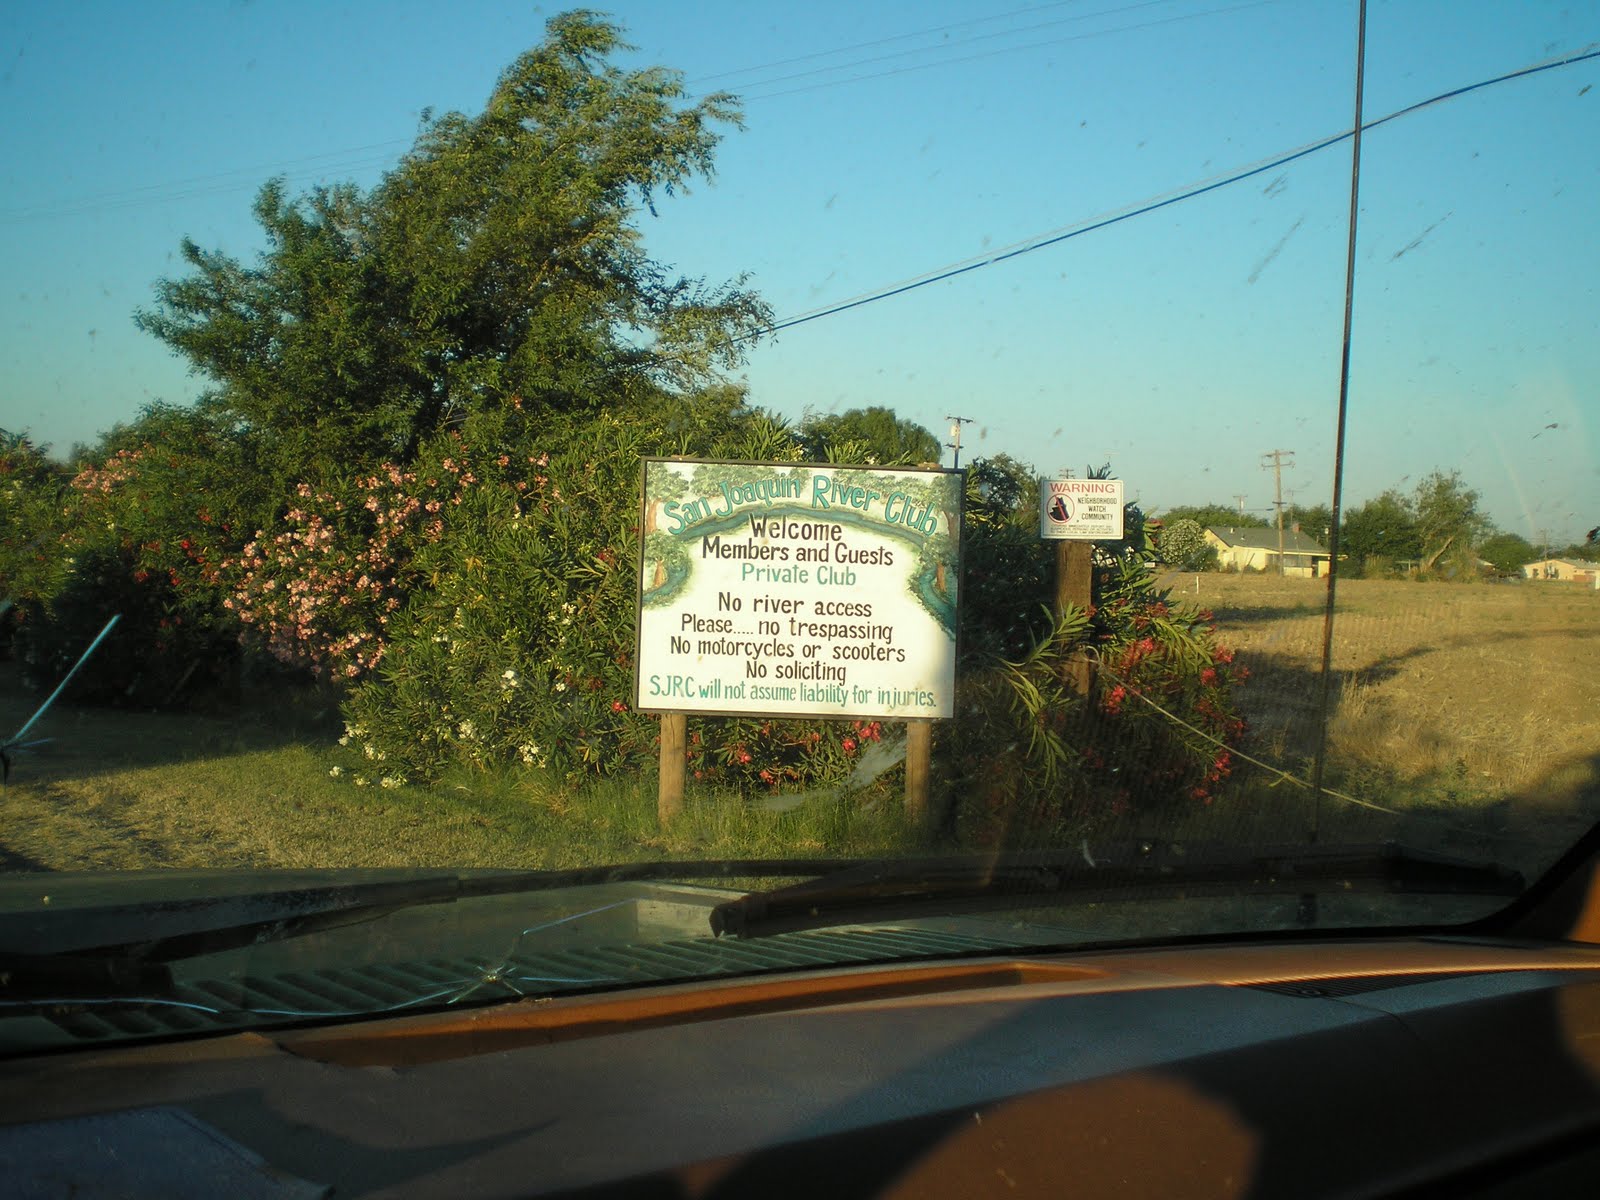 San Joaquin River Club
Welcome
Members and Guests
Private Club
No river access
Please..... no trespassing
No motorcycles or scooters
No soliciting
SJRC will not assume liability for injuries.
WARNING
NEIGHBORHOOD
WATCH
COMMUNITY